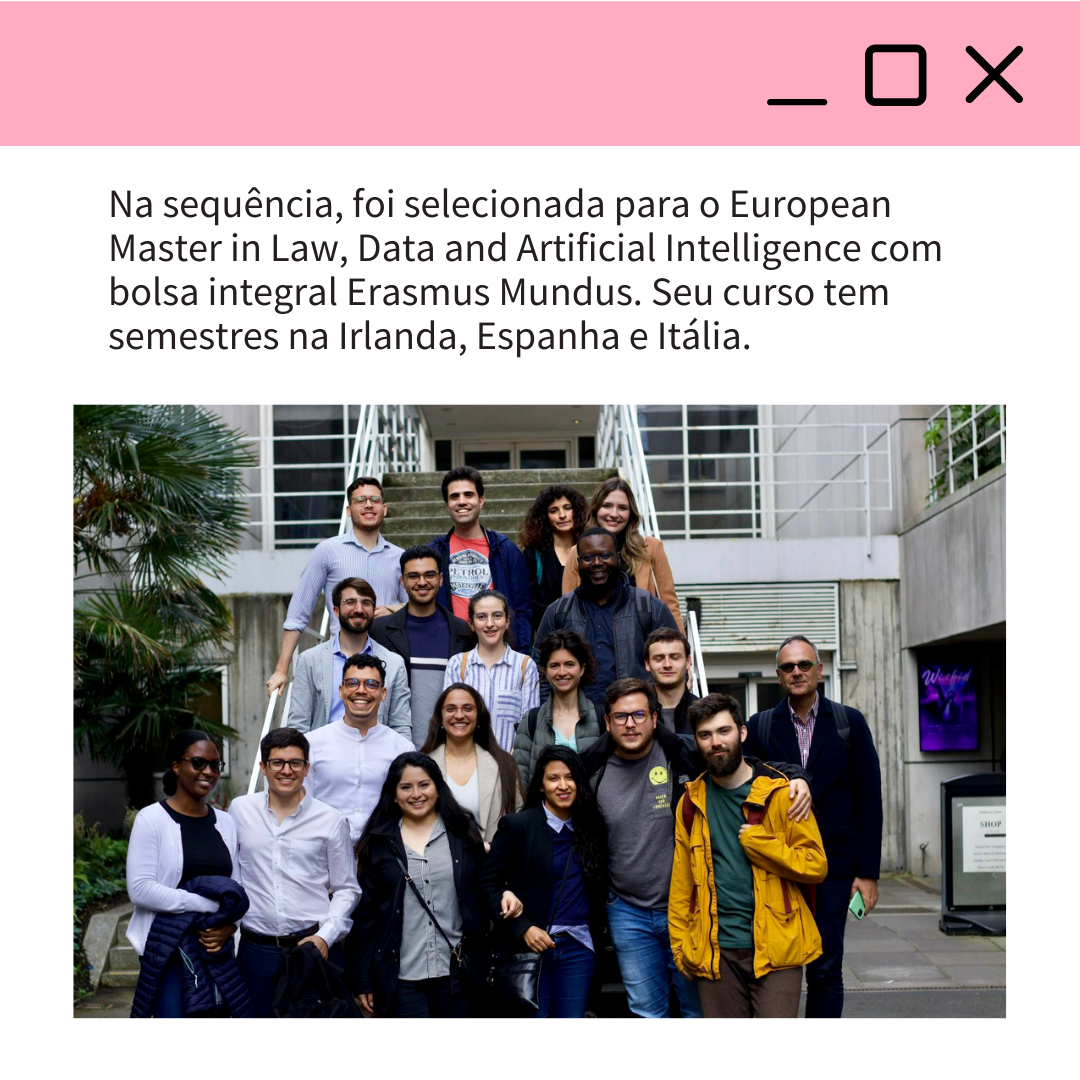 Na sequência, foi selecionada para o European
Master in Law, Data and Artificial Intelligence com
bolsa integral Erasmus Mundus. Seu curso tem
semestres na Irlanda, Espanha e Itália.
PETROL
Wicked
SHOP